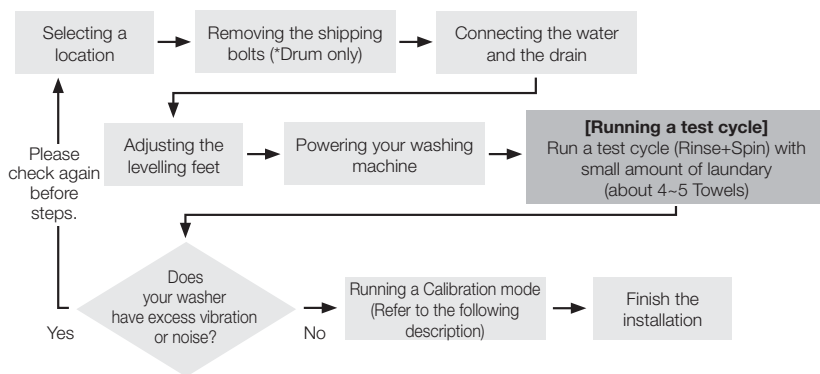 Selecting a
location
Removing the shipping
bolts (*Drum only)
Connecting the water
and the drain
Adjusting the
levelling feet
Powering your washing
machine
[Running a test cycle]
Run a test cycle (Rinse+Spin) with
small amount of laundary
(about 4~5 Towels)
Please
check again
before
steps.
Does
your washer
have excess vibration
or noise?
Yes
No
Running a Calibration mode
(Refer to the following
description)
Finish the
installation